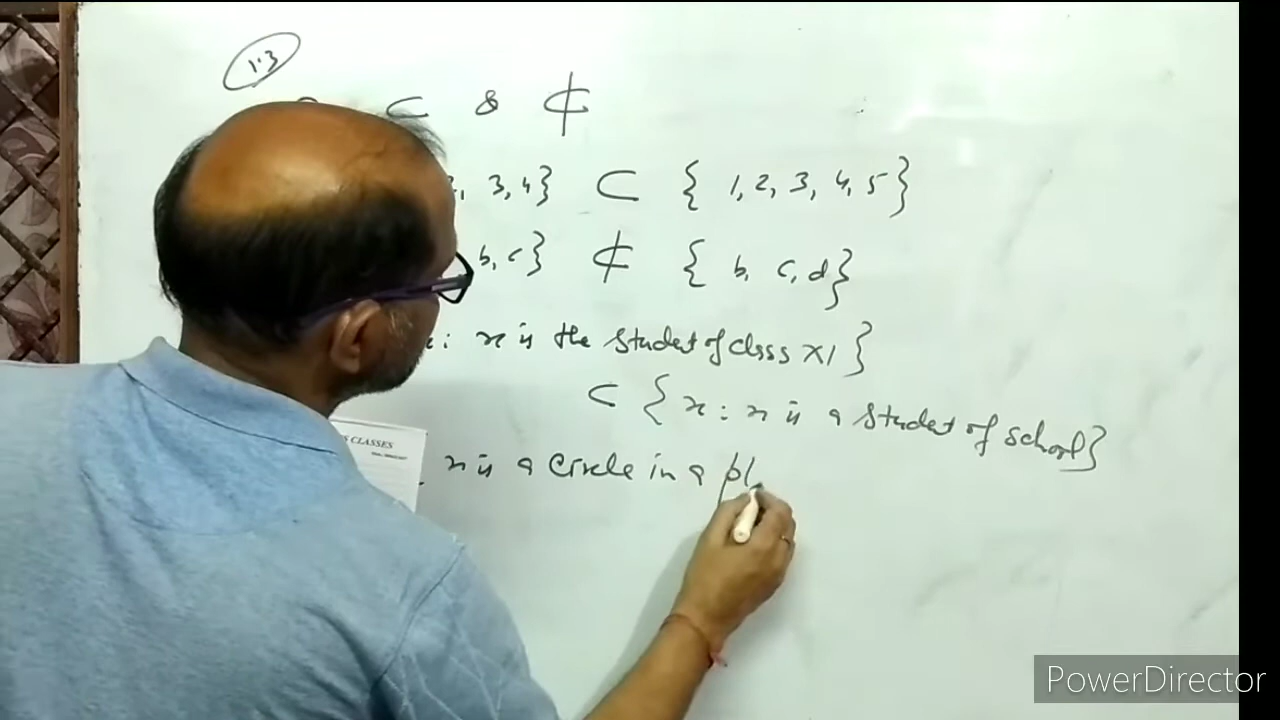 1.3
⊂ & ⊄
, 3, 4} ⊂ { 1, 2, 3, 4, 5 }
b, c} ⊄ { b, c, d }
: x is the student of class XI }
⊂ { x : x is a student of school }
x is a circle in a pl
CLASSES
PowerDirector